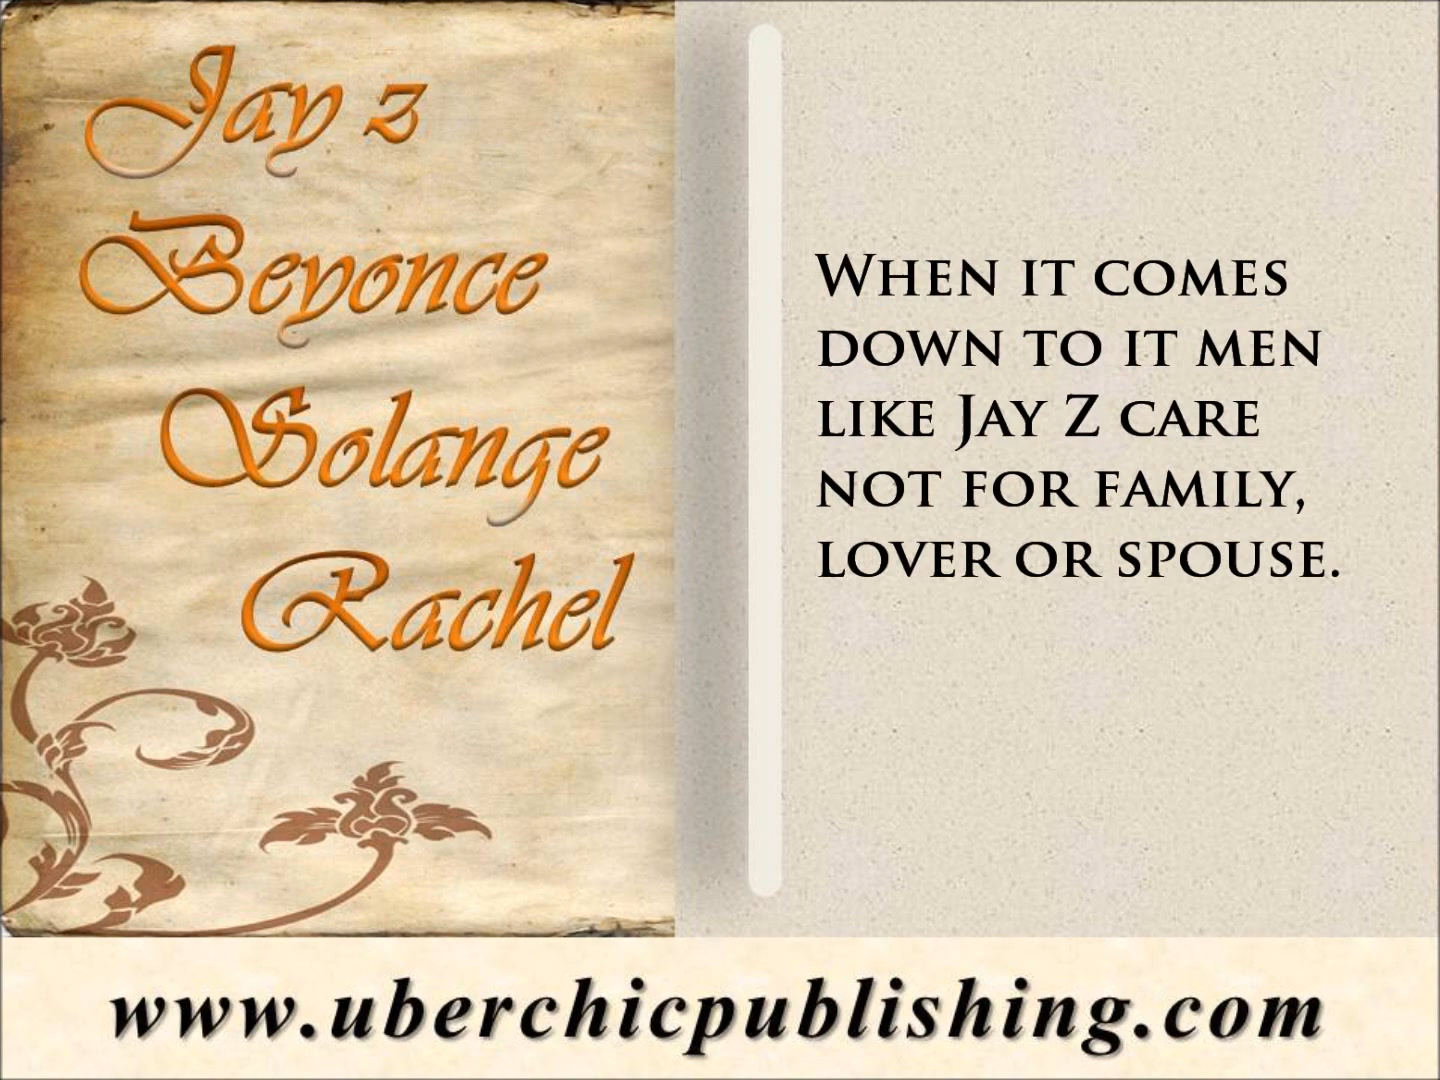 Jay z
Beyonce
Solange
Rachel
When it comes
down to it men
like Jay Z care
not for family,
lover or spouse.
www.uberchicpublishing.com